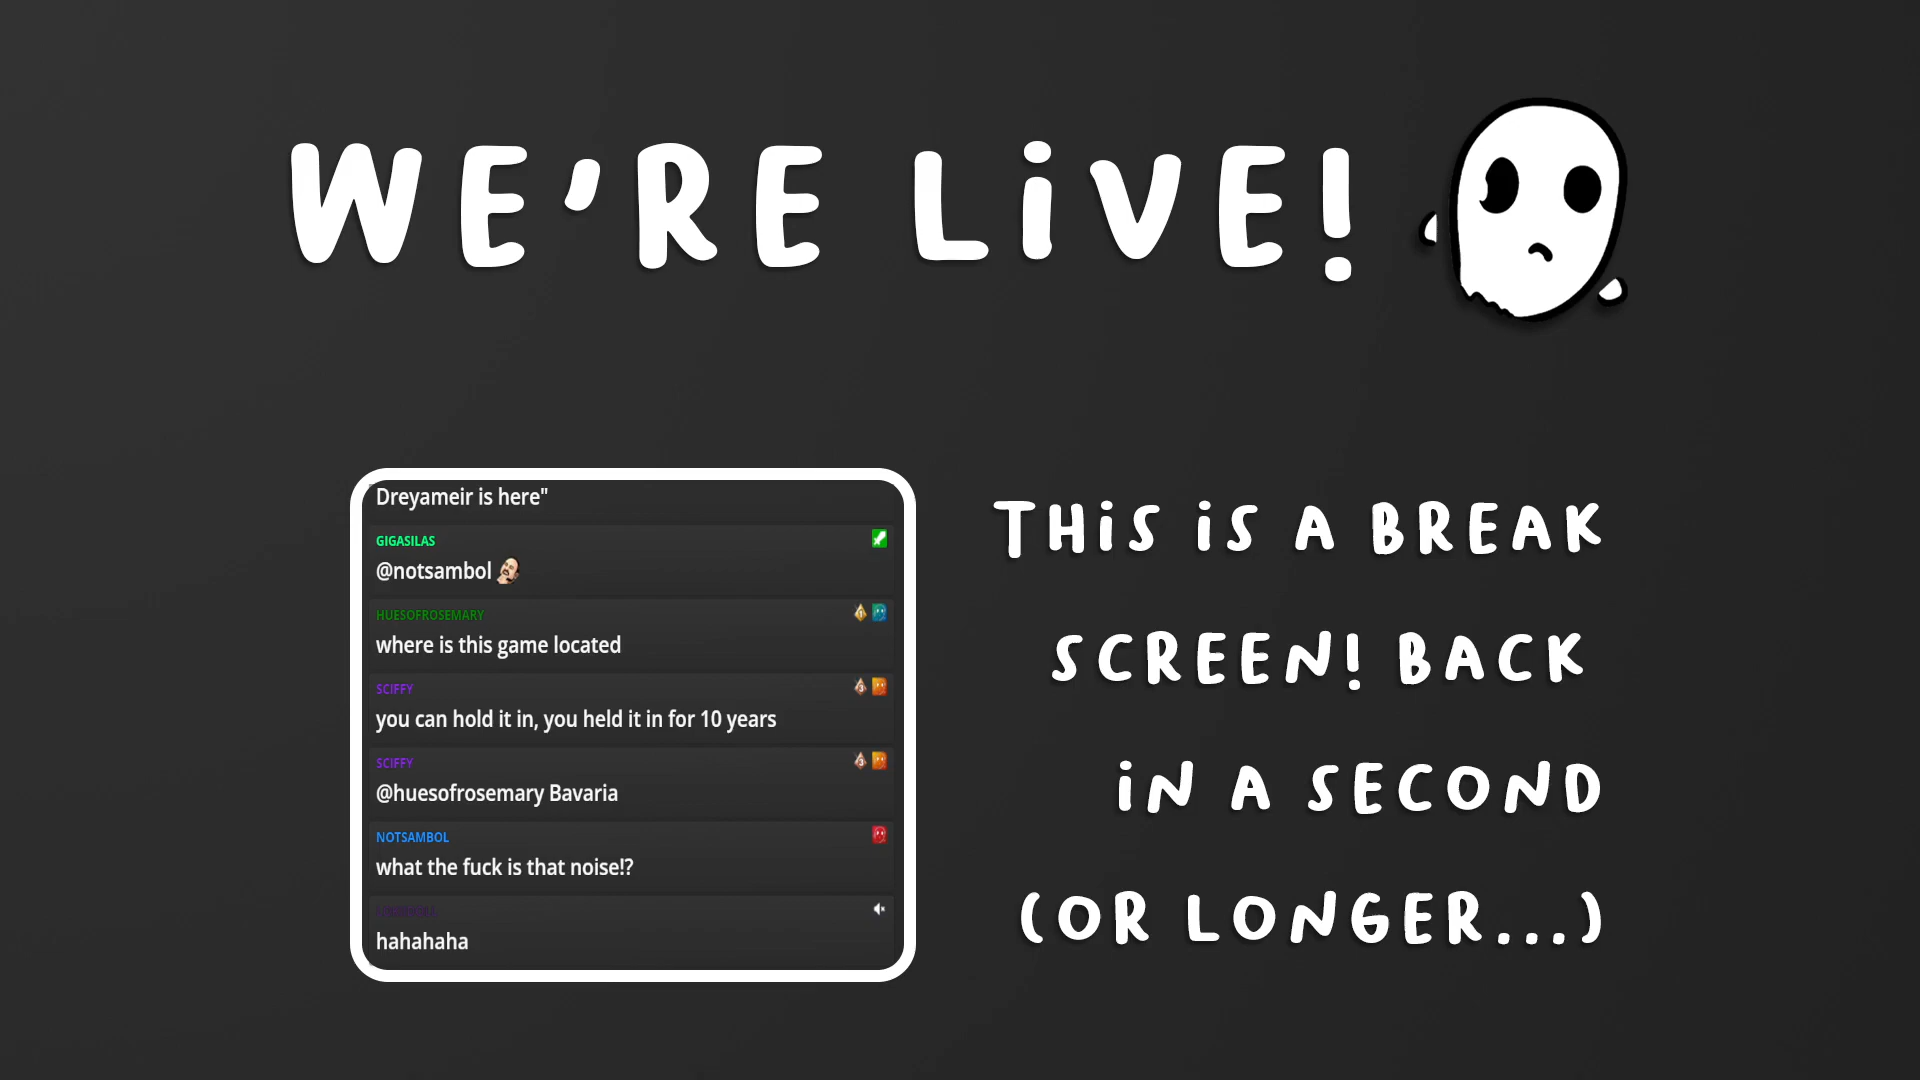 WE'RE LiVE!
Dreyameir is here"
GIGASILAS
@notsambol
HUESOFROSEMARY
where is this game located
SCIFFY
you can hold it in, you held it in for 10 years
SCIFFY
@huesofrosemary Bavaria
NOTSAMBOL
what the fuck is that noise!?
hahahaha
THiS iS A BREAK
SCREEN! BACK
iN A SECOND
(OR LONGER...)